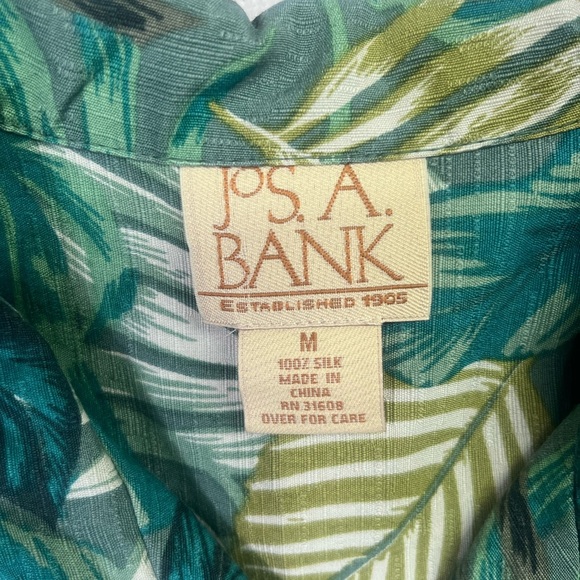 JoS. A.
BANK
ESTABLISHED 1905
M
100% SILK
MADE IN
CHINA
RN 31608
OVER FOR CARE